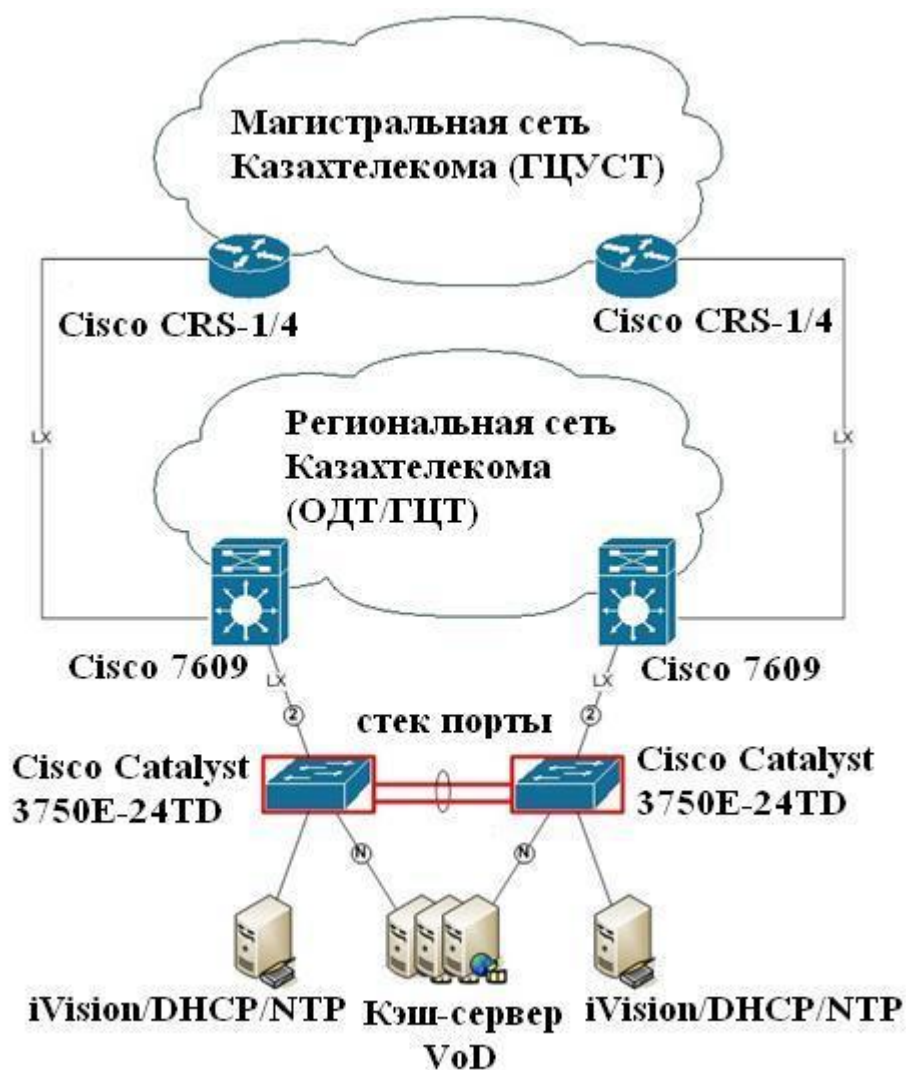 Магистральная сеть
Казахтелекома (ГЦУСТ)
Cisco CRS-1/4
Cisco CRS-1/4
Региональная сеть
Казахтелекома
(ОДТ/ГЦТ)
LX
LX
Cisco 7609
Cisco 7609
LX
LX
2
2
стек порты
Cisco Catalyst
3750E-24TD
Cisco Catalyst
3750E-24TD
N
N
iVision/DHCP/NTP
Кэш-сервер
VoD
iVision/DHCP/NTP